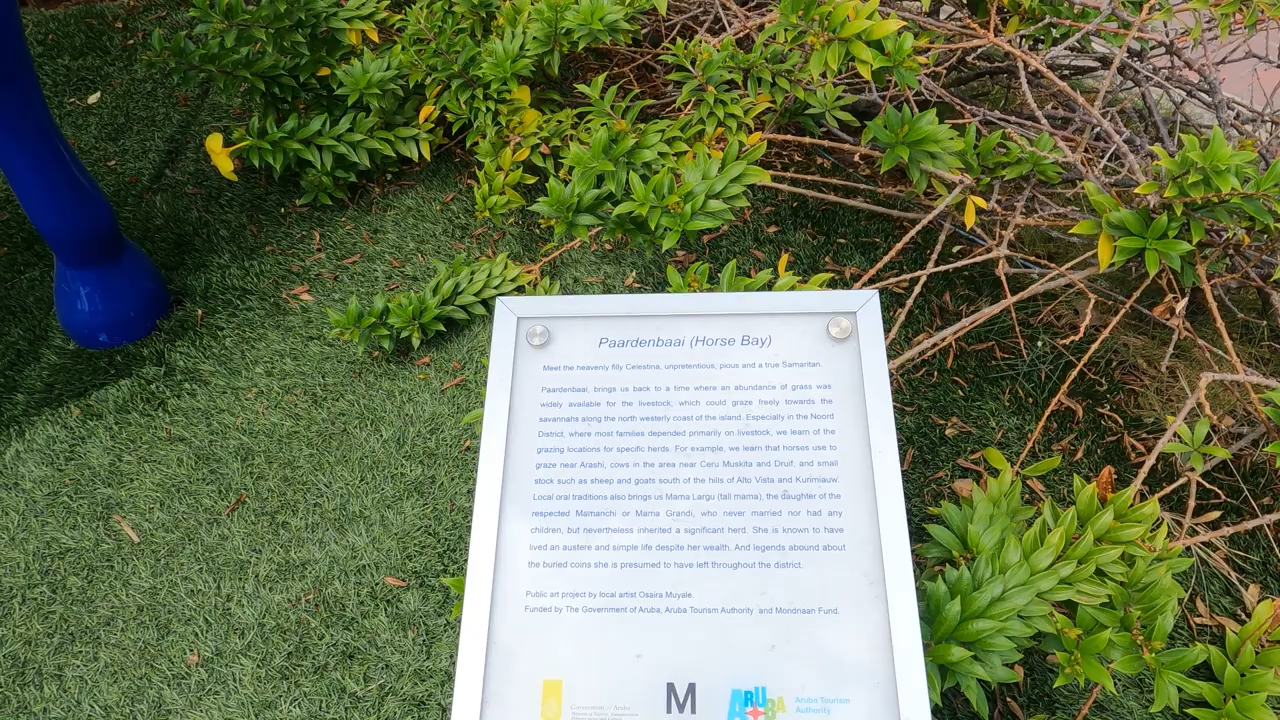 Paardenbaai (Horse Bay)
Meet the heavenly filly Celestina, unpretentious, pious and a true Samaritan.
Paardenbaai, brings us back to a time where an abundance of grass was
widely available for the livestock, which could graze freely towards the
savannahs along the north westerly coast of the island. Especially in the Noord
District, where most families depended primarily on livestock, we learn of the
grazing locations for specific herds. For example, we learn that horses use to
graze near Arashi, cows in the area near Ceru Muskita and Druif, and small
stock such as sheep and goats south of the hills of Alto Vista and Kurimiauw.
Local oral traditions also brings us Mama Largu (tall mama), the daughter of the
respected Mamanchi or Mama Grandi, who never married nor had any
children, but nevertheless inherited a significant herd. She is known to have
lived an austere and simple life despite her wealth. And legends abound about
the buried coins she is presumed to have left throughout the district.
Public art project by local artist Osaira Muyale.
Funded by The Government of Aruba, Aruba Tourism Authority and Mondriaan Fund.
Government of Aruba
M
ARUBA
Aruba Tourism
Authority